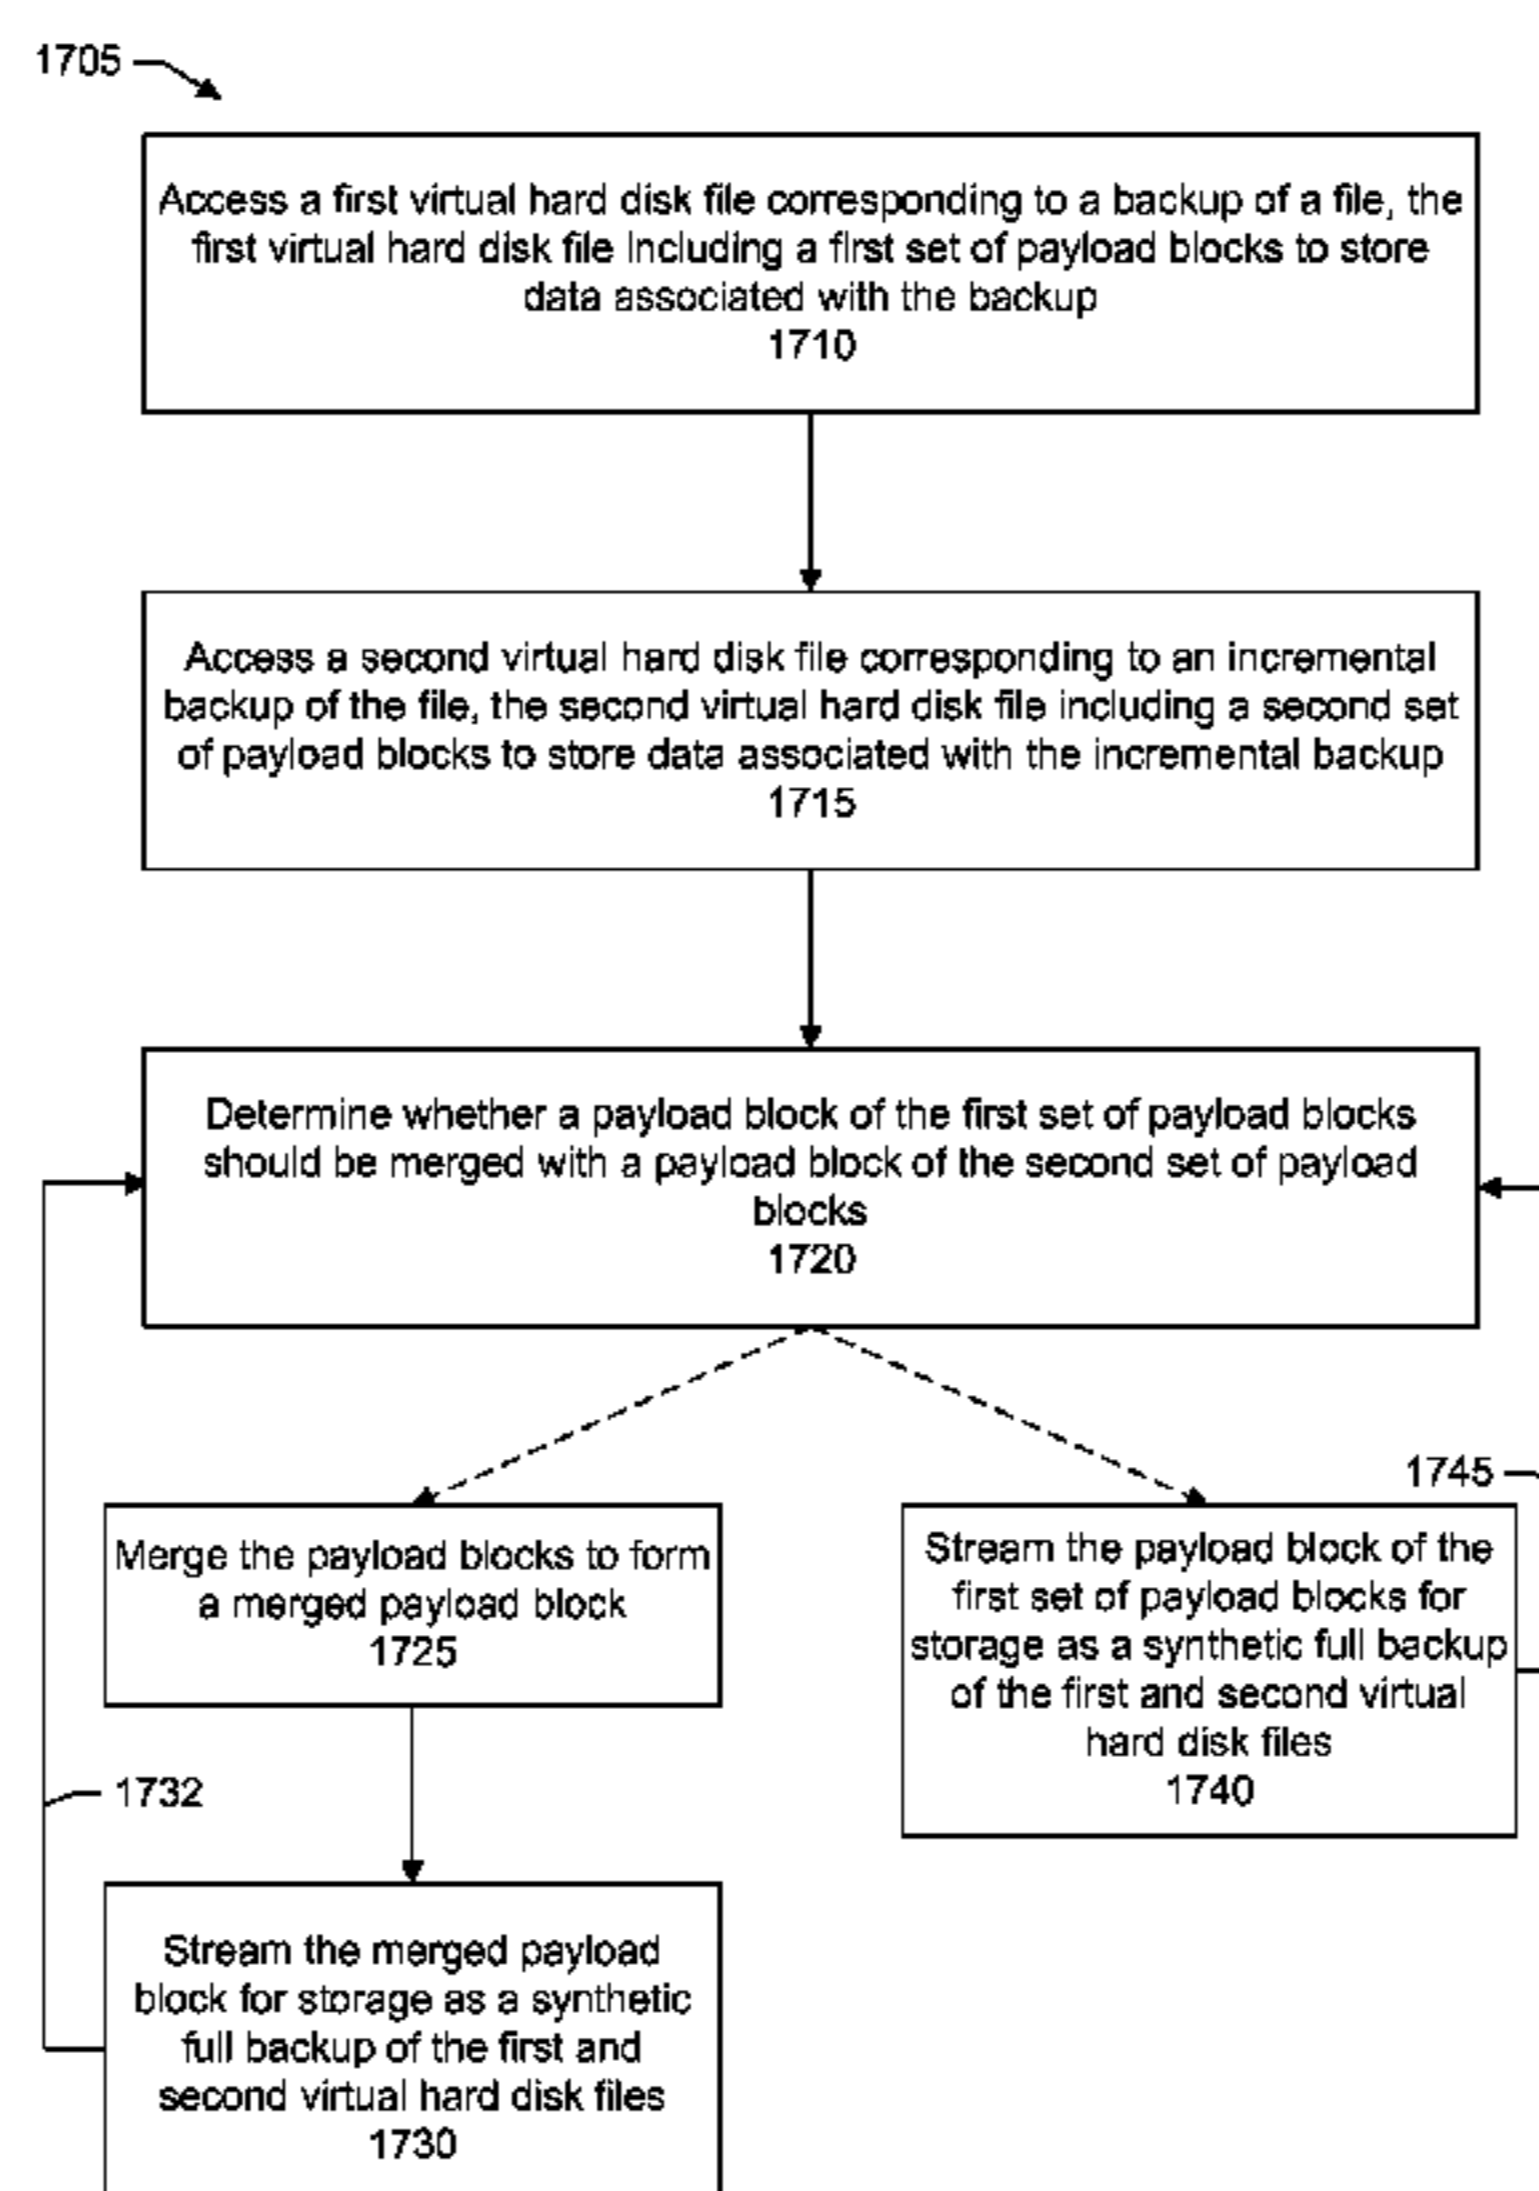 1705
Access a first virtual hard disk file corresponding to a backup of a file, the
first virtual hard disk file including a first set of payload blocks to store
data associated with the backup
1710
Access a second virtual hard disk file corresponding to an incremental
backup of the file, the second virtual hard disk file including a second set
of payload blocks to store data associated with the incremental backup
1715
Determine whether a payload block of the first set of payload blocks
should be merged with a payload block of the second set of payload
blocks
1720
Merge the payload blocks to form
a merged payload block
1725
1732
Stream the merged payload
block for storage as a synthetic
full backup of the first and
second virtual hard disk files
1730
1745
Stream the payload block of the
first set of payload blocks for
storage as a synthetic full backup
of the first and second virtual
hard disk files
1740